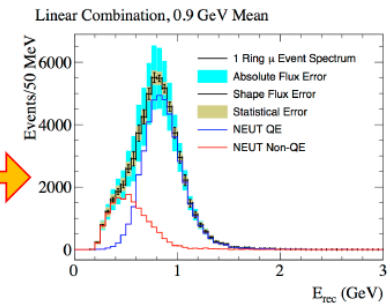 Linear Combination, 0.9 GeV Mean
Events/50 MeV
6000
4000
2000
0
1 Ring μ Event Spectrum
Absolute Flux Error
Shape Flux Error
Statistical Error
NEUT QE
NEUT Non-QE
0 1 2 3
E_rec (GeV)